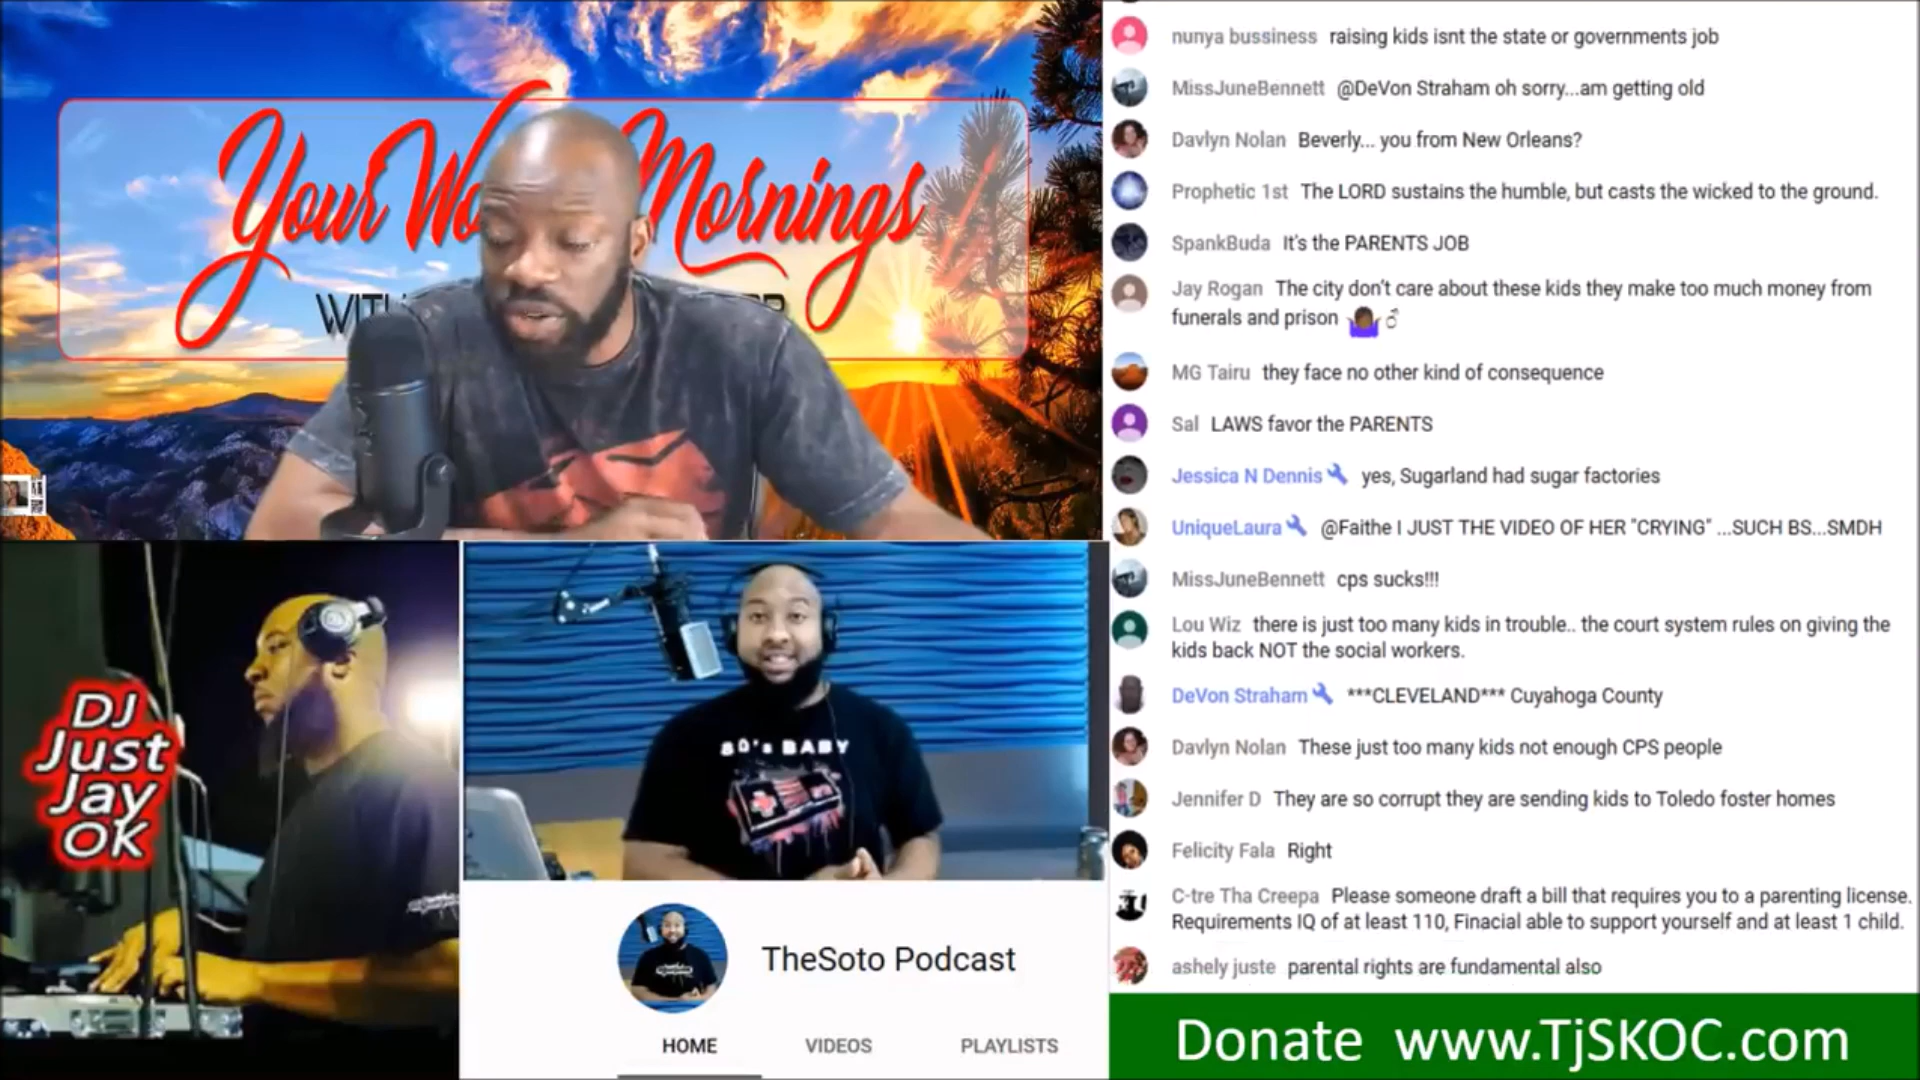 Your Wo Mornings
WITH
DJ
Just
Jay
OK
80's BABY
TheSoto Podcast
HOME VIDEOS PLAYLISTS
nunya bussiness raising kids isnt the state or governments job
MissJuneBennett @DeVon Straham oh sorry...am getting old
Davlyn Nolan Beverly... you from New Orleans?
Prophetic 1st The LORD sustains the humble, but casts the wicked to the ground.
SpankBuda It's the PARENTS JOB
Jay Rogan The city don't care about these kids they make too much money from
funerals and prison
MG Tairu they face no other kind of consequence
Sal LAWS favor the PARENTS
Jessica N Dennis yes, Sugarland had sugar factories
UniqueLaura @Faithe I JUST THE VIDEO OF HER "CRYING" ...SUCH BS...SMDH
MissJuneBennett cps sucks!!!
Lou Wiz there is just too many kids in trouble.. the court system rules on giving the
kids back NOT the social workers.
DeVon Straham ***CLEVELAND*** Cuyahoga County
Davlyn Nolan These just too many kids not enough CPS people
Jennifer D They are so corrupt they are sending kids to Toledo foster homes
Felicity Fala Right
C-tre Tha Creepa Please someone draft a bill that requires you to a parenting license.
Requirements IQ of at least 110, Finacial able to support yourself and at least 1 child.
ashely juste parental rights are fundamental also
Donate www.TjSKOC.com